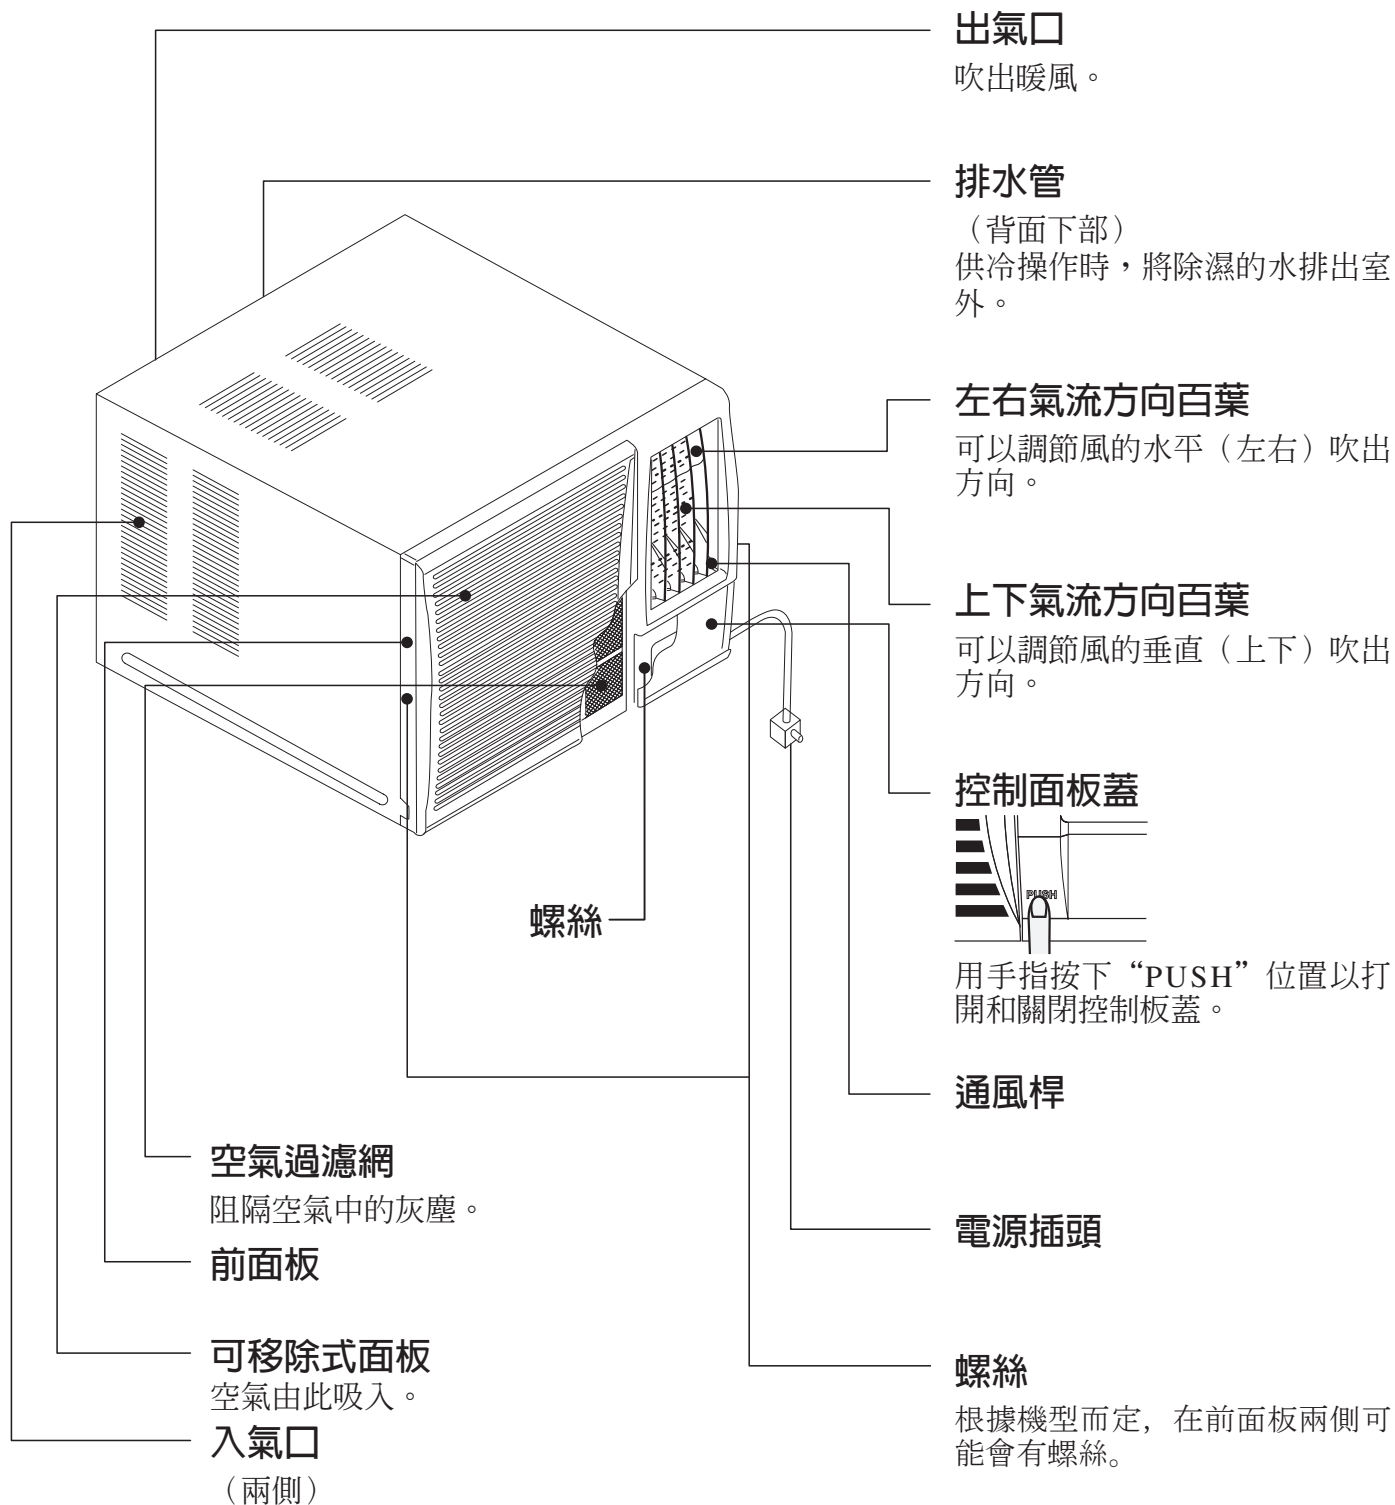 出氣口
吹出暖風。
排水管
（背面下部）
供冷操作時，將除濕的水排出室
外。
左右氣流方向百葉
可以調節風的水平（左右）吹出
方向。
上下氣流方向百葉
可以調節風的垂直（上下）吹出
方向。
控制面板蓋
PUSH
用手指按下“PUSH”位置以打
開和關閉控制板蓋。
螺絲
通風桿
空氣過濾網
阻隔空氣中的灰塵。
電源插頭
前面板
可移除式面板
空氣由此吸入。
入氣口
（兩側）
螺絲
根據機型而定，在前面板兩側可
能會有螺絲。